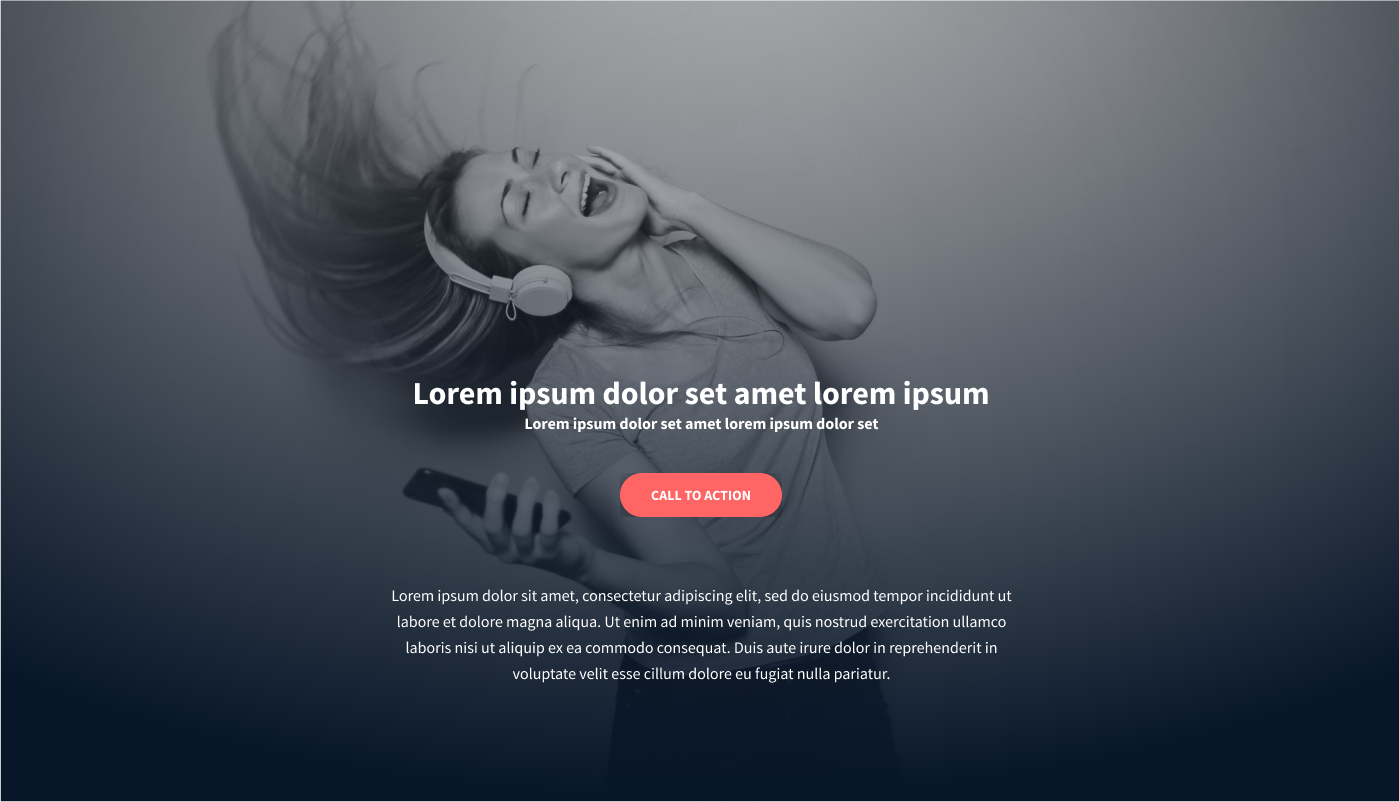 Lorem ipsum dolor set amet lorem ipsum
Lorem ipsum dolor set amet lorem ipsum dolor set
CALL TO ACTION
Lorem ipsum dolor sit amet, consectetur adipiscing elit, sed do eiusmod tempor incididunt ut
labore et dolore magna aliqua. Ut enim ad minim veniam, quis nostrud exercitation ullamco
laboris nisi ut aliquip ex ea commodo consequat. Duis aute irure dolor in reprehenderit in
voluptate velit esse cillum dolore eu fugiat nulla pariatur.